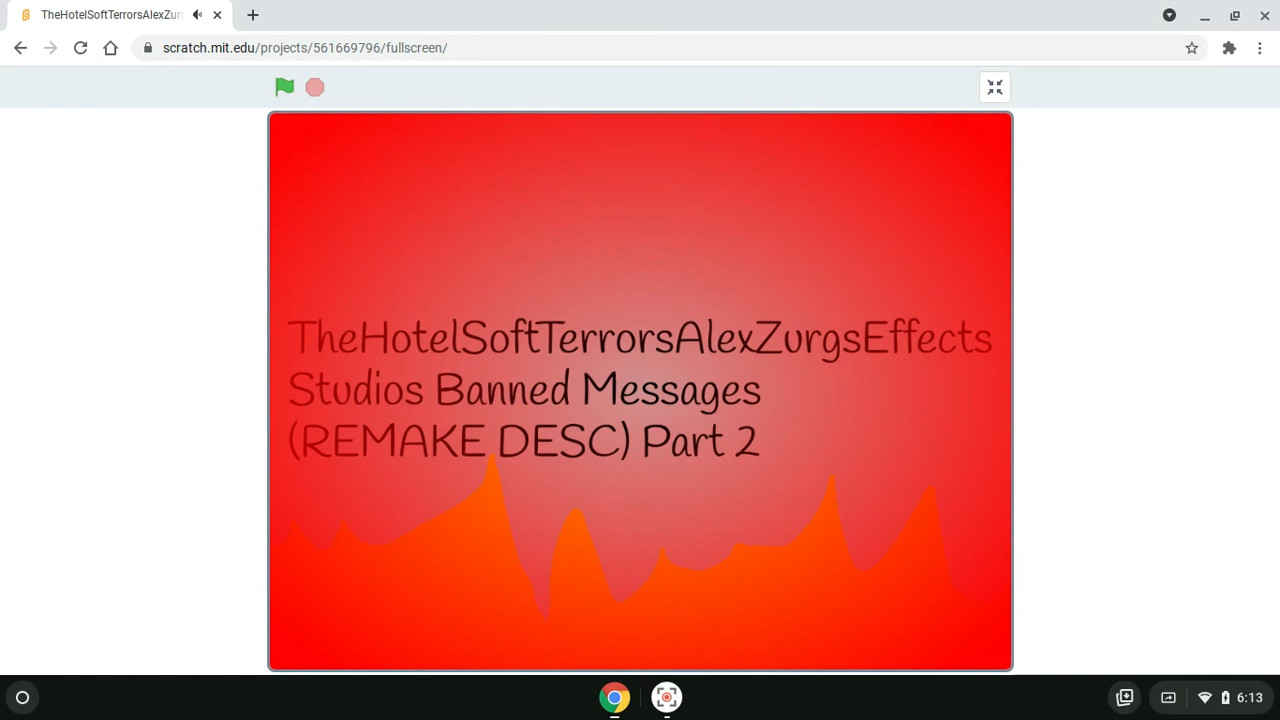 TheHotelSoftTerrorsAlexZur
scratch.mit.edu/projects/561669796/fullscreen/
TheHotelSoftTerrorsAlexZurgsEffects
Studios Banned Messages
(REMAKE DESC) Part 2
6:13